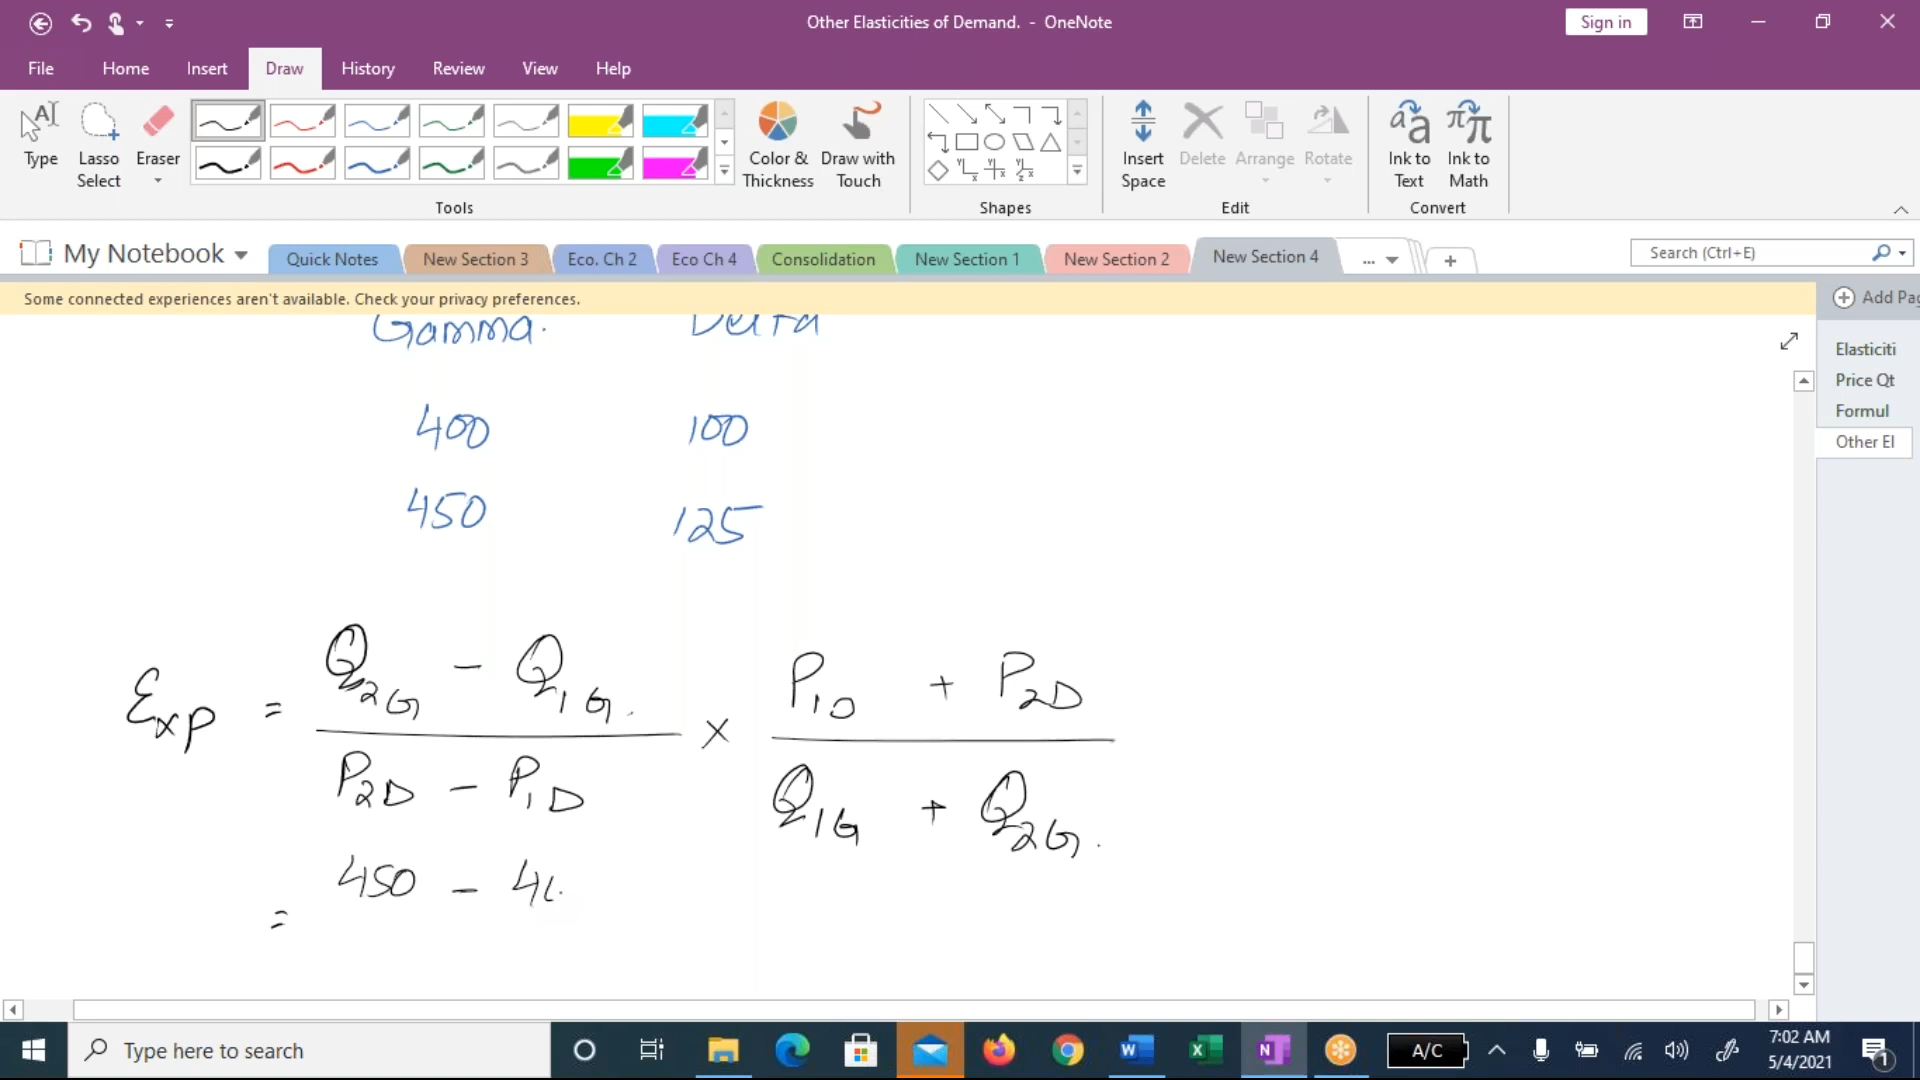 Other Elasticities of Demand. - OneNote
Sign in
File Home Insert Draw History Review View Help
Type
Lasso Select
Eraser
Color & Thickness
Draw with Touch
Insert Space
Delete
Arrange
Rotate
Ink to Text
Ink to Math
Tools
Shapes
Edit
Convert
My Notebook
Quick Notes
New Section 3
Eco. Ch 2
Eco Ch 4
Consolidation
New Section 1
New Section 2
New Section 4
...
Search (Ctrl+E)
Some connected experiences aren't available. Check your privacy preferences.
Add Pag
Elasticiti
Price Qt
Formul
Other El
Gamma. Delta
400 100
450 125
Exp = Q2G - Q1G. × P1D + P2D
P2D - P1D Q1G + Q2G.
= 450 - 40
Type here to search
A/C
7:02 AM
5/4/2021
1